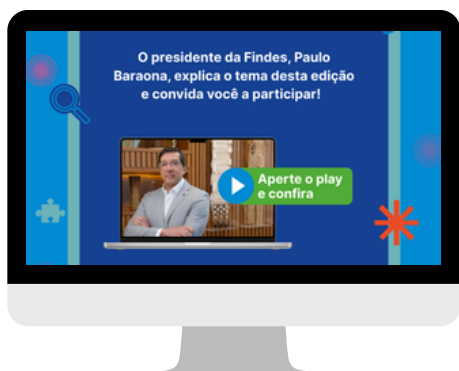 O presidente da Findes, Paulo
Baraona, explica o tema desta edição
e convida você a participar!
Aperte o play
e confira